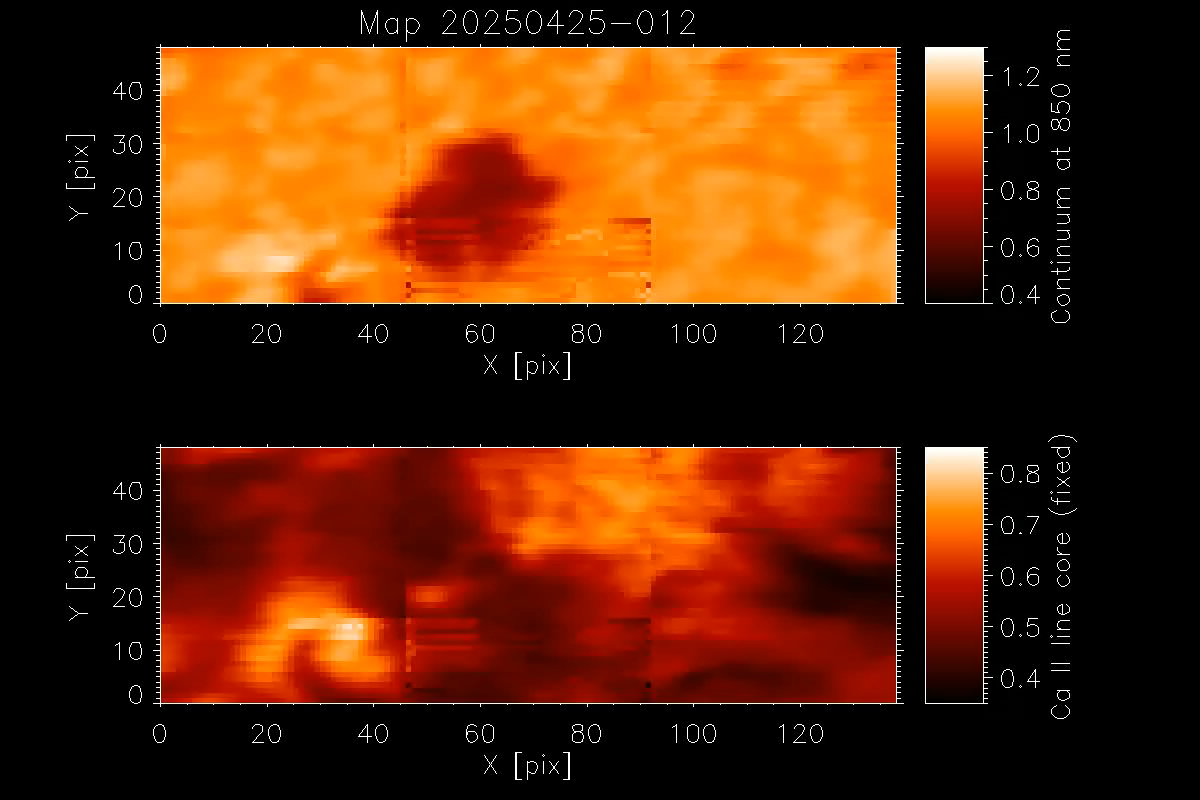 Map 20250425-012
40
30
20
10
0
Y [pix]
0 20 40 60 80 100 120
X [pix]
1.2
1.0
0.8
0.6
0.4
Continuum at 850 nm
40
30
20
10
0
Y [pix]
0 20 40 60 80 100 120
X [pix]
0.8
0.7
0.6
0.5
0.4
Ca II line core (fixed)